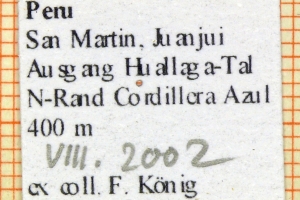 Peru
San Martin, Juanjui
Ausgang Huallaga-Tal
N-Rand Cordillera Azul
400 m
VIII. 2002
ex coll. F. König